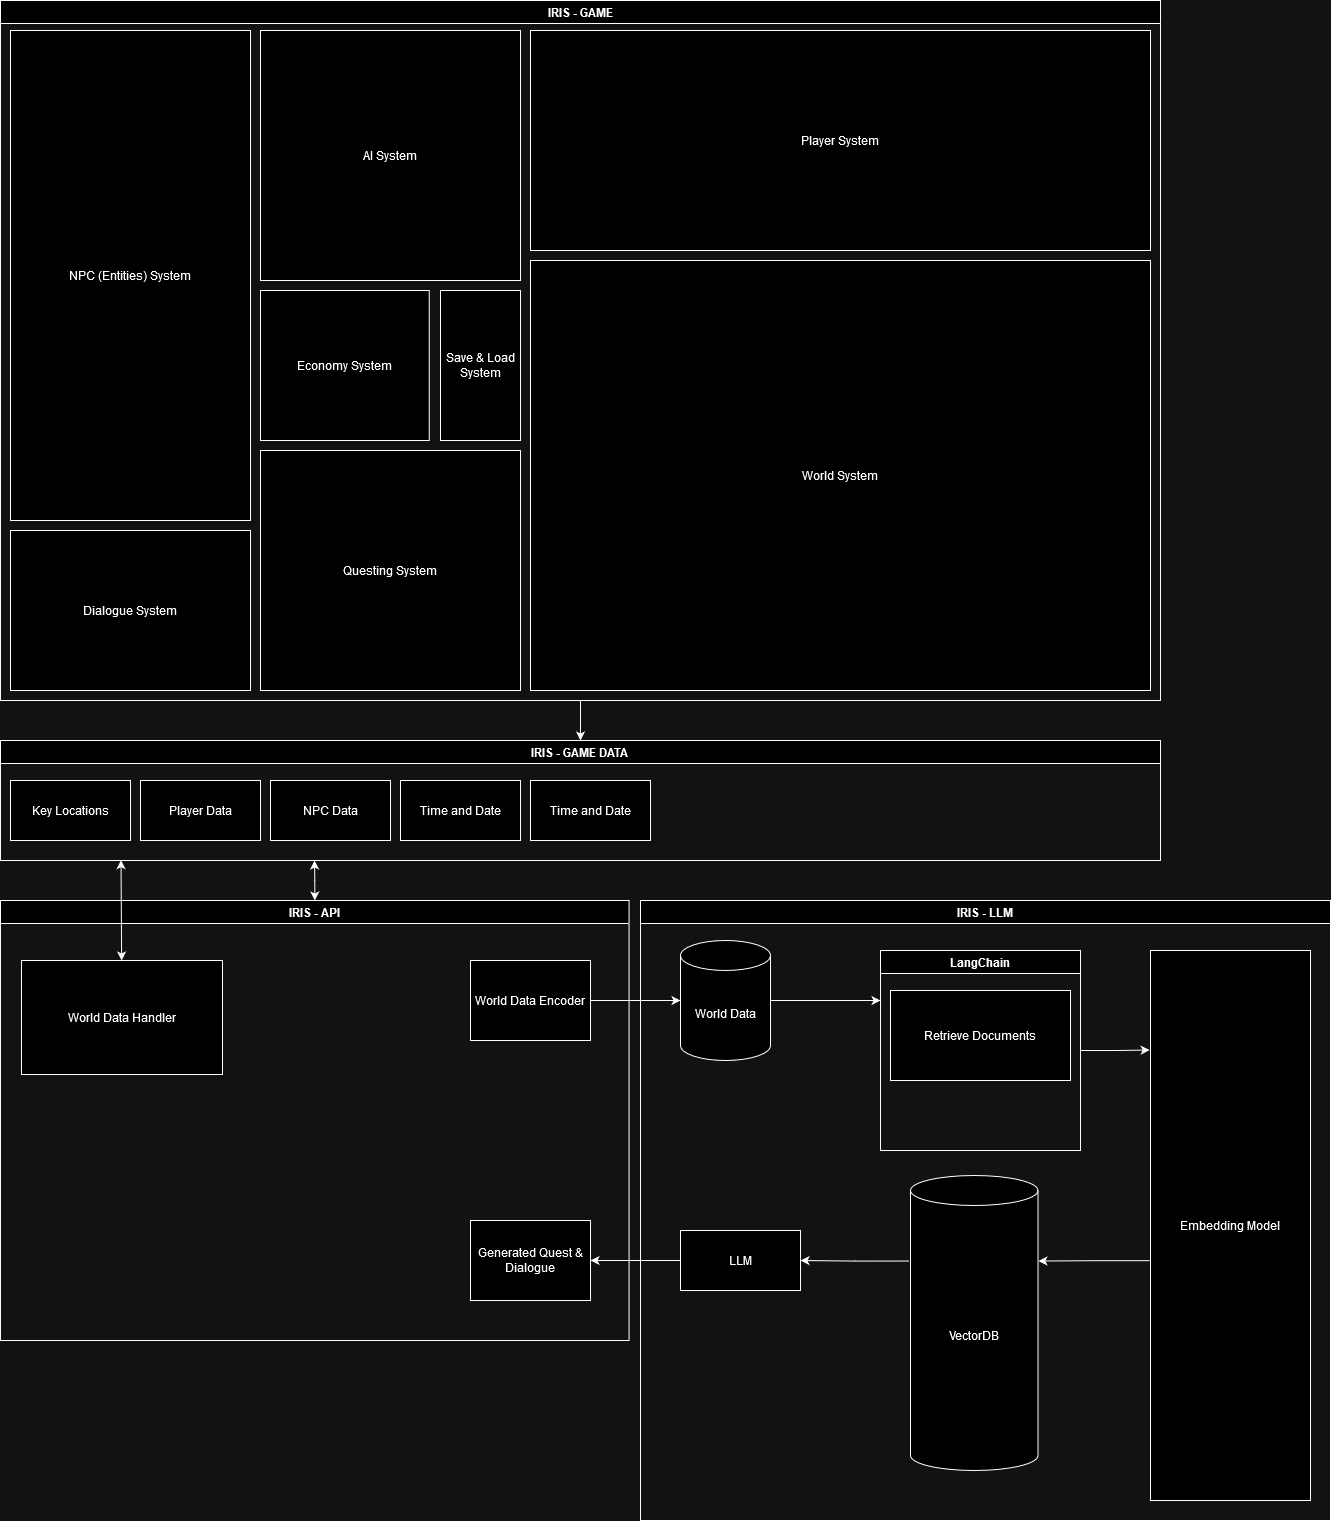 IRIS - GAME
NPC (Entities) System
AI System
Player System
Economy System
Save & Load
System
World System
Dialogue System
Questing System
IRIS - GAME DATA
Key Locations
Player Data
NPC Data
Time and Date
Time and Date
IRIS - API
World Data Handler
World Data Encoder
Generated Quest &
Dialogue
IRIS - LLM
World Data
LangChain
Retrieve Documents
Embedding Model
LLM
VectorDB